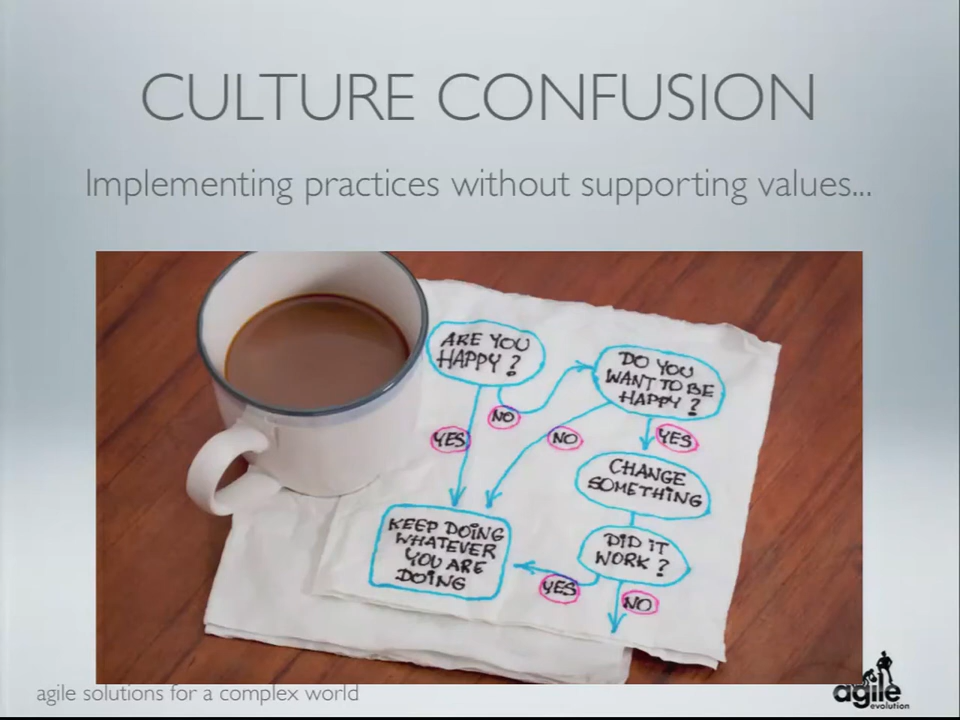 CULTURE CONFUSION
Implementing practices without supporting values...
ARE YOU
HAPPY?
DO YOU
WANT TO BE
HAPPY?
NO
YES
NO
YES
CHANGE
SOMETHING
KEEP DOING
WHATEVER
YOU ARE
DOING
DID IT
WORK?
YES
NO
agile solutions for a complex world
agile
evolution